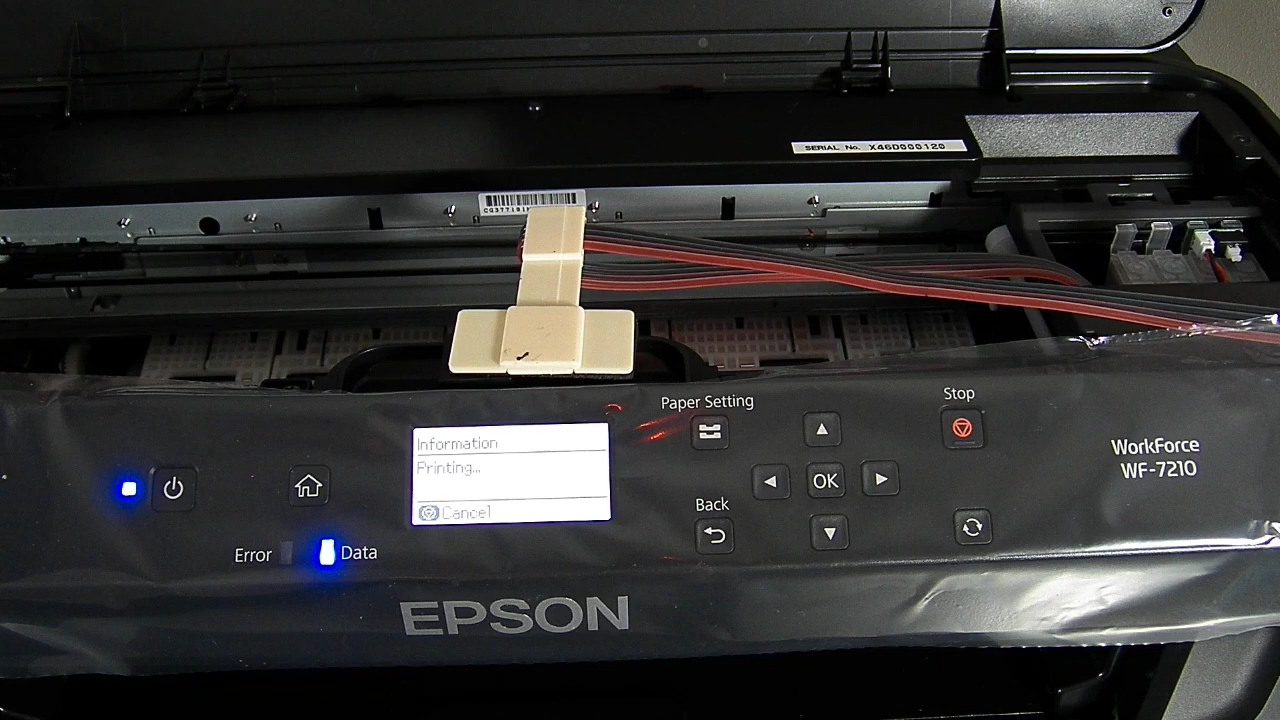 SERIAL No. X46D000120
Paper Setting
Stop
Information
Printing...
Cancel
OK
Back
WorkForce
WF-7210
Error
Data
EPSON